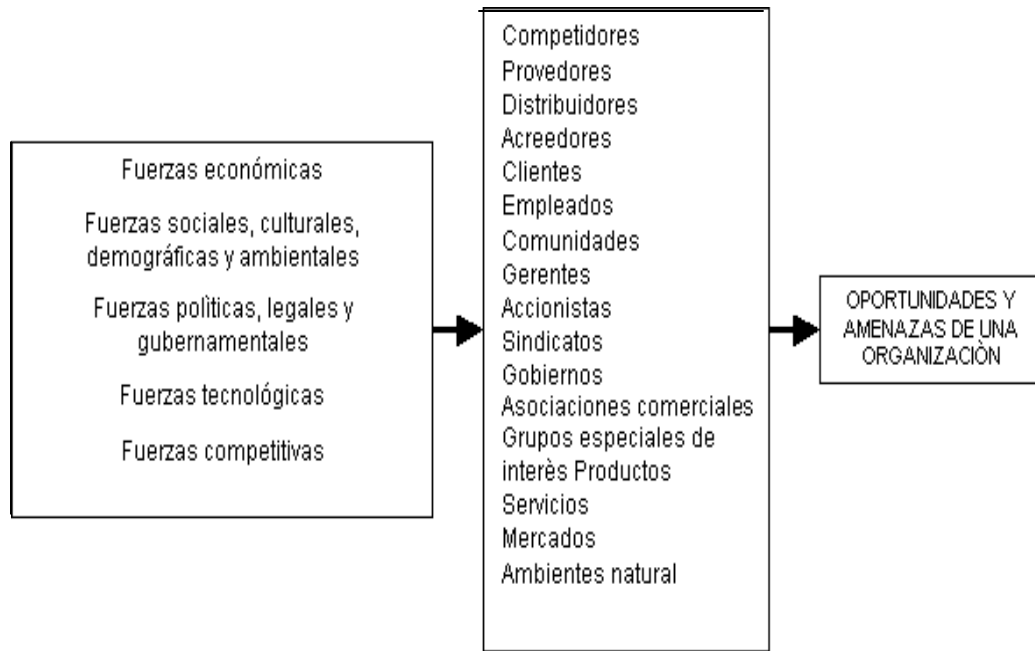 Fuerzas económicas
Fuerzas sociales, culturales,
demográficas y ambientales
Fuerzas polìticas, legales y
gubernamentales
Fuerzas tecnológicas
Fuerzas competitivas
Competidores
Provedores
Distribuidores
Acreedores
Clientes
Empleados
Comunidades
Gerentes
Accionistas
Sindicatos
Gobiernos
Asociaciones comerciales
Grupos especiales de
interès Productos
Servicios
Mercados
Ambientes natural
OPORTUNIDADES Y
AMENAZAS DE UNA
ORGANIZACIÒN